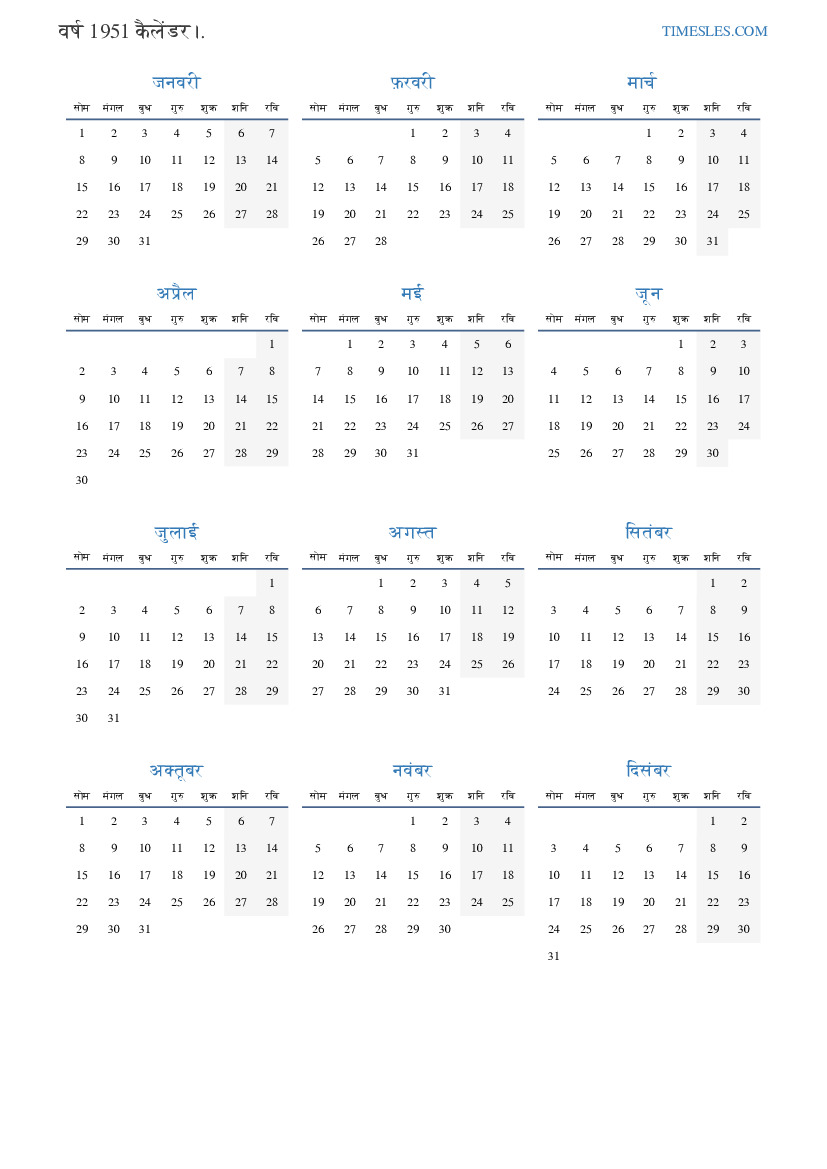 वर्ष 1951 कैलेंडर।. TIMESLES.COM
जनवरी फ़रवरी मार्च
सोम मंगल बुध गुरु शुक्र शनि रवि सोम मंगल बुध गुरु शुक्र शनि रवि सोम मंगल बुध गुरु शुक्र शनि रवि
1 2 3 4 5 6 7 1 2 3 4 1 2 3 4
8 9 10 11 12 13 14 5 6 7 8 9 10 11 5 6 7 8 9 10 11
15 16 17 18 19 20 21 12 13 14 15 16 17 18 12 13 14 15 16 17 18
22 23 24 25 26 27 28 19 20 21 22 23 24 25 19 20 21 22 23 24 25
29 30 31 26 27 28 26 27 28 29 30 31
अप्रैल मई जून
सोम मंगल बुध गुरु शुक्र शनि रवि सोम मंगल बुध गुरु शुक्र शनि रवि सोम मंगल बुध गुरु शुक्र शनि रवि
1 1 2 3 4 5 6 1 2 3
2 3 4 5 6 7 8 7 8 9 10 11 12 13 4 5 6 7 8 9 10
9 10 11 12 13 14 15 14 15 16 17 18 19 20 11 12 13 14 15 16 17
16 17 18 19 20 21 22 21 22 23 24 25 26 27 18 19 20 21 22 23 24
23 24 25 26 27 28 29 28 29 30 31 25 26 27 28 29 30
30
जुलाई अगस्त सितंबर
सोम मंगल बुध गुरु शुक्र शनि रवि सोम मंगल बुध गुरु शुक्र शनि रवि सोम मंगल बुध गुरु शुक्र शनि रवि
1 1 2 3 4 5 1 2
2 3 4 5 6 7 8 6 7 8 9 10 11 12 3 4 5 6 7 8 9
9 10 11 12 13 14 15 13 14 15 16 17 18 19 10 11 12 13 14 15 16
16 17 18 19 20 21 22 20 21 22 23 24 25 26 17 18 19 20 21 22 23
23 24 25 26 27 28 29 27 28 29 30 31 24 25 26 27 28 29 30
30 31
अक्तूबर नवंबर दिसंबर
सोम मंगल बुध गुरु शुक्र शनि रवि सोम मंगल बुध गुरु शुक्र शनि रवि सोम मंगल बुध गुरु शुक्र शनि रवि
1 2 3 4 5 6 7 1 2 3 4 1 2
8 9 10 11 12 13 14 5 6 7 8 9 10 11 3 4 5 6 7 8 9
15 16 17 18 19 20 21 12 13 14 15 16 17 18 10 11 12 13 14 15 16
22 23 24 25 26 27 28 19 20 21 22 23 24 25 17 18 19 20 21 22 23
29 30 31 26 27 28 29 30 24 25 26 27 28 29 30
31